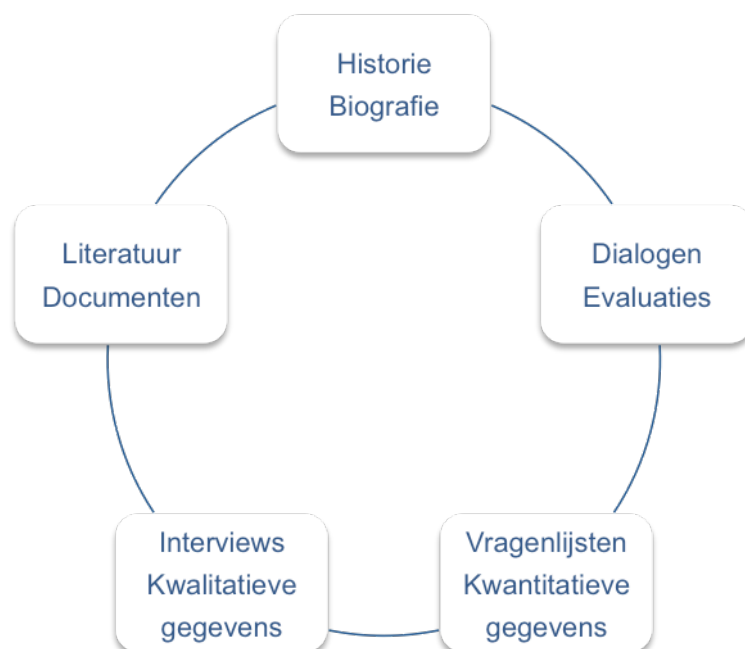 Historie
Biografie
Dialogen
Evaluaties
Vragenlijsten
Kwantitatieve
gegevens
Interviews
Kwalitatieve
gegevens
Literatuur
Documenten